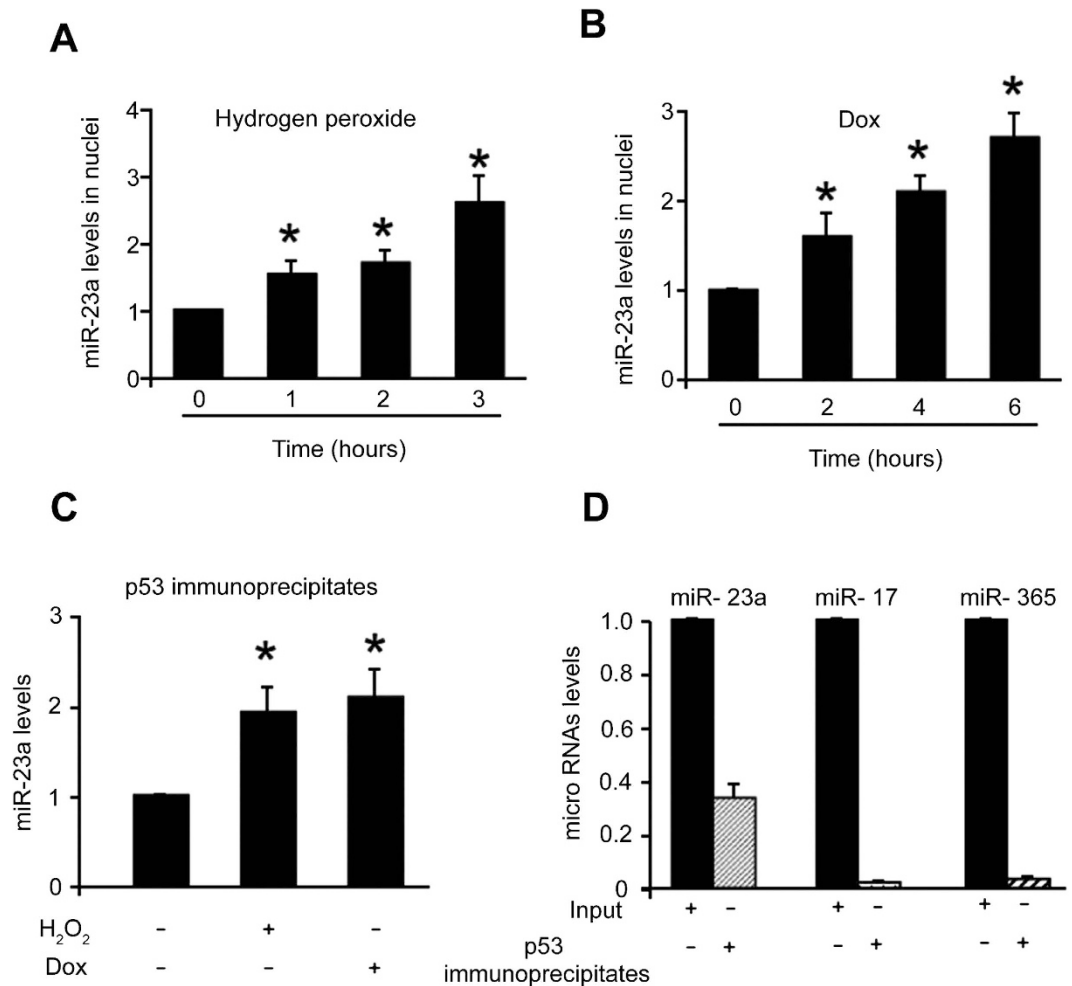 A
Hydrogen peroxide
miR-23a levels in nuclei
4
3
2
1
0
* * *
0 1 2 3
Time (hours)
B
Dox
miR-23a levels in nuclei
3
2
1
0
* * *
0 2 4 6
Time (hours)
C
p53 immunoprecipitates
miR-23a levels
3
2
1
0
* *
H₂O₂ - + -
Dox - - +
D
miR- 23a miR- 17 miR- 365
micro RNAs levels
1.0
0.8
0.6
0.4
0.2
0
Input + - + - + -
p53 - + - + - +
immunoprecipitates